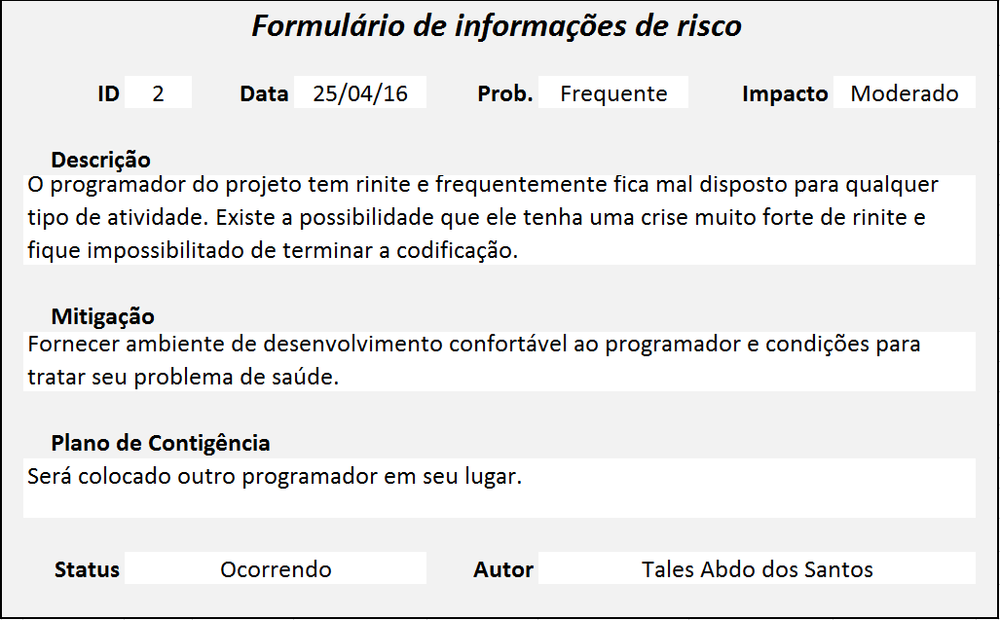 Formulário de informações de risco
ID 2 Data 25/04/16 Prob. Frequente Impacto Moderado
Descrição
O programador do projeto tem rinite e frequentemente fica mal disposto para qualquer
tipo de atividade. Existe a possibilidade que ele tenha uma crise muito forte de rinite e
fique impossibilitado de terminar a codificação.
Mitigação
Fornecer ambiente de desenvolvimento confortável ao programador e condições para
tratar seu problema de saúde.
Plano de Contigência
Será colocado outro programador em seu lugar.
Status Ocorrendo Autor Tales Abdo dos Santos